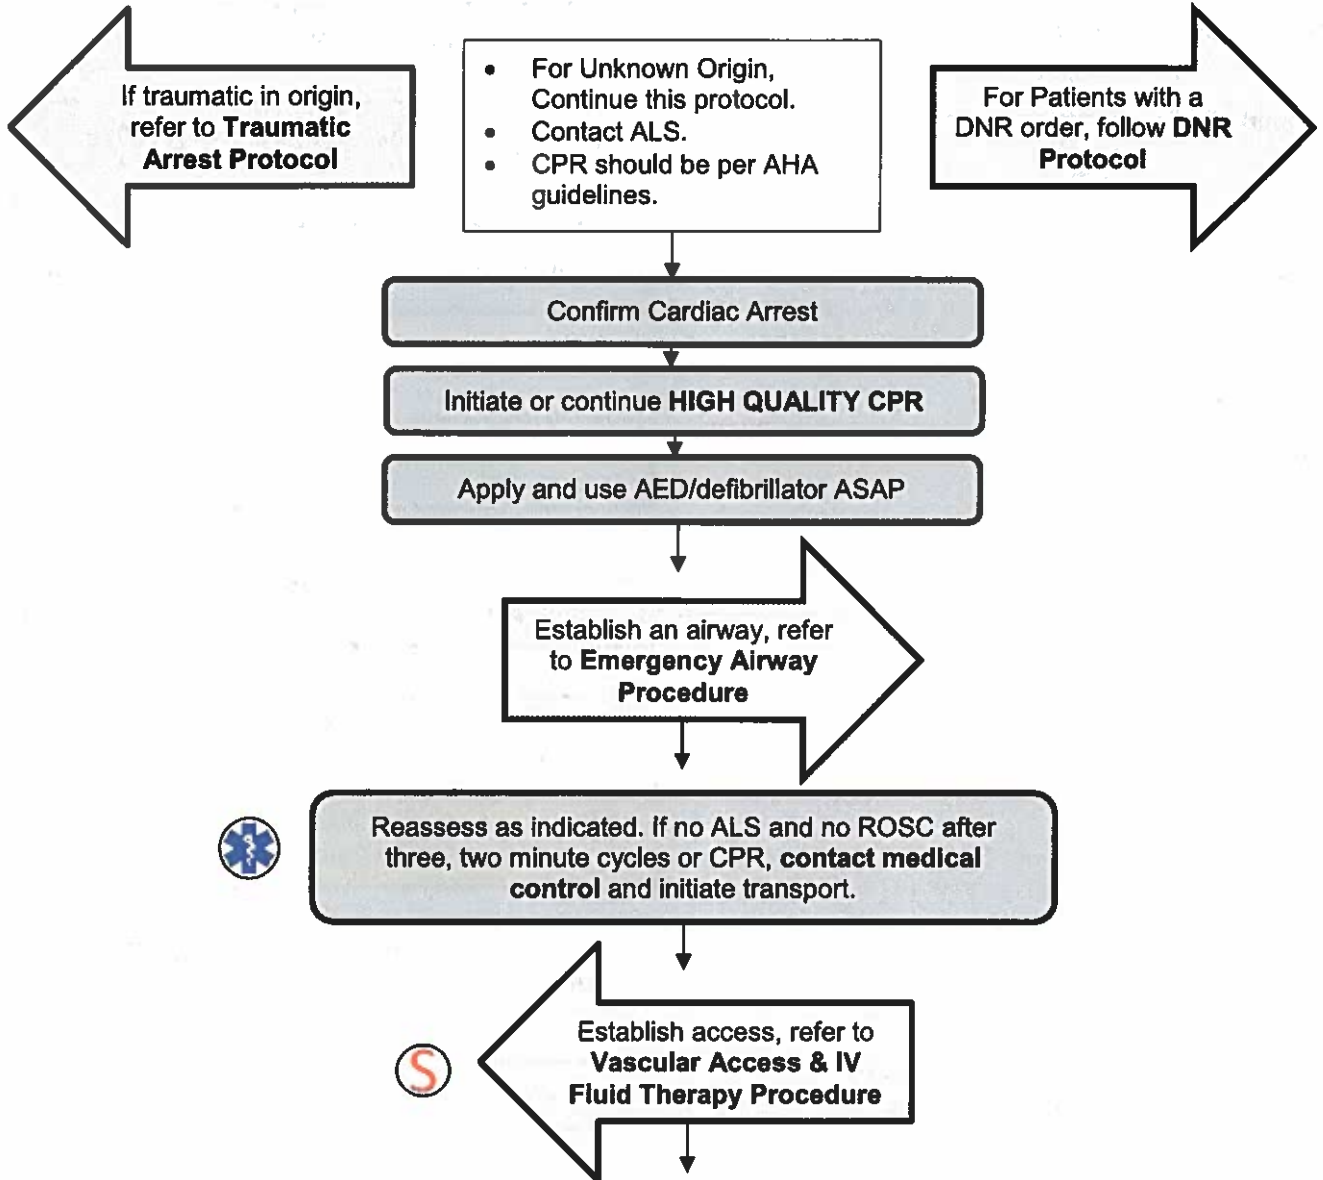 If traumatic in origin,
refer to Traumatic
Arrest Protocol
• For Unknown Origin,
Continue this protocol.
• Contact ALS.
• CPR should be per AHA
guidelines.
For Patients with a
DNR order, follow DNR
Protocol
Confirm Cardiac Arrest
Initiate or continue HIGH QUALITY CPR
Apply and use AED/defibrillator ASAP
Establish an airway, refer
to Emergency Airway
Procedure
Reassess as indicated. If no ALS and no ROSC after
three, two minute cycles or CPR, contact medical
control and initiate transport.
S
Establish access, refer to
Vascular Access & IV
Fluid Therapy Procedure